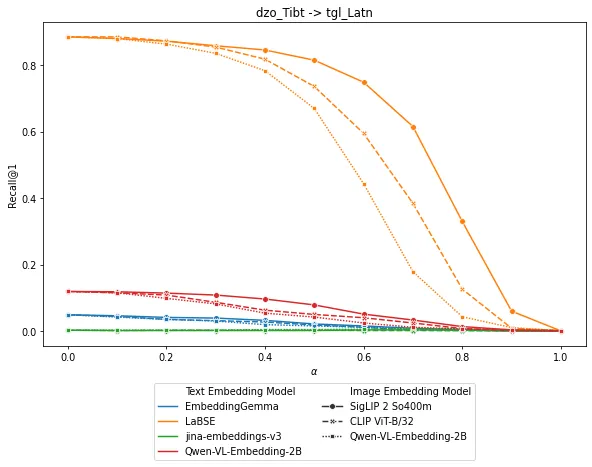 dzo_Tibt -> tgl_Latn
0.8
0.6
0.4
0.2
0.0
Recall@1
0.0 0.2 0.4 0.6 0.8 1.0
α
Text Embedding Model Image Embedding Model
EmbeddingGemma SigLIP 2 So400m
LaBSE CLIP ViT-B/32
jina-embeddings-v3 Qwen-VL-Embedding-2B
Qwen-VL-Embedding-2B